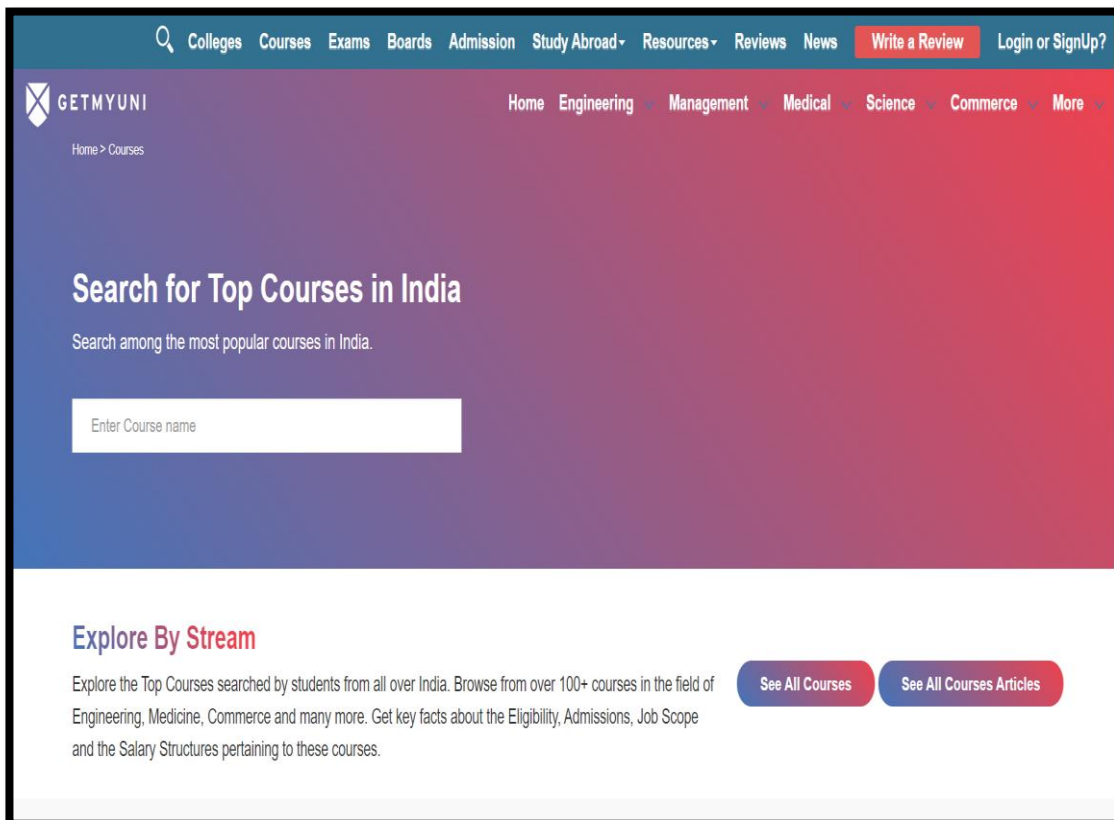 Colleges Courses Exams Boards Admission Study Abroad Resources Reviews News Write a Review Login or SignUp?
GETMYUNI
Home Engineering Management Medical Science Commerce More
Home > Courses
Search for Top Courses in India
Search among the most popular courses in India.
Enter Course name
Explore By Stream
Explore the Top Courses searched by students from all over India. Browse from over 100+ courses in the field of
Engineering, Medicine, Commerce and many more. Get key facts about the Eligibility, Admissions, Job Scope
and the Salary Structures pertaining to these courses.
See All Courses
See All Courses Articles